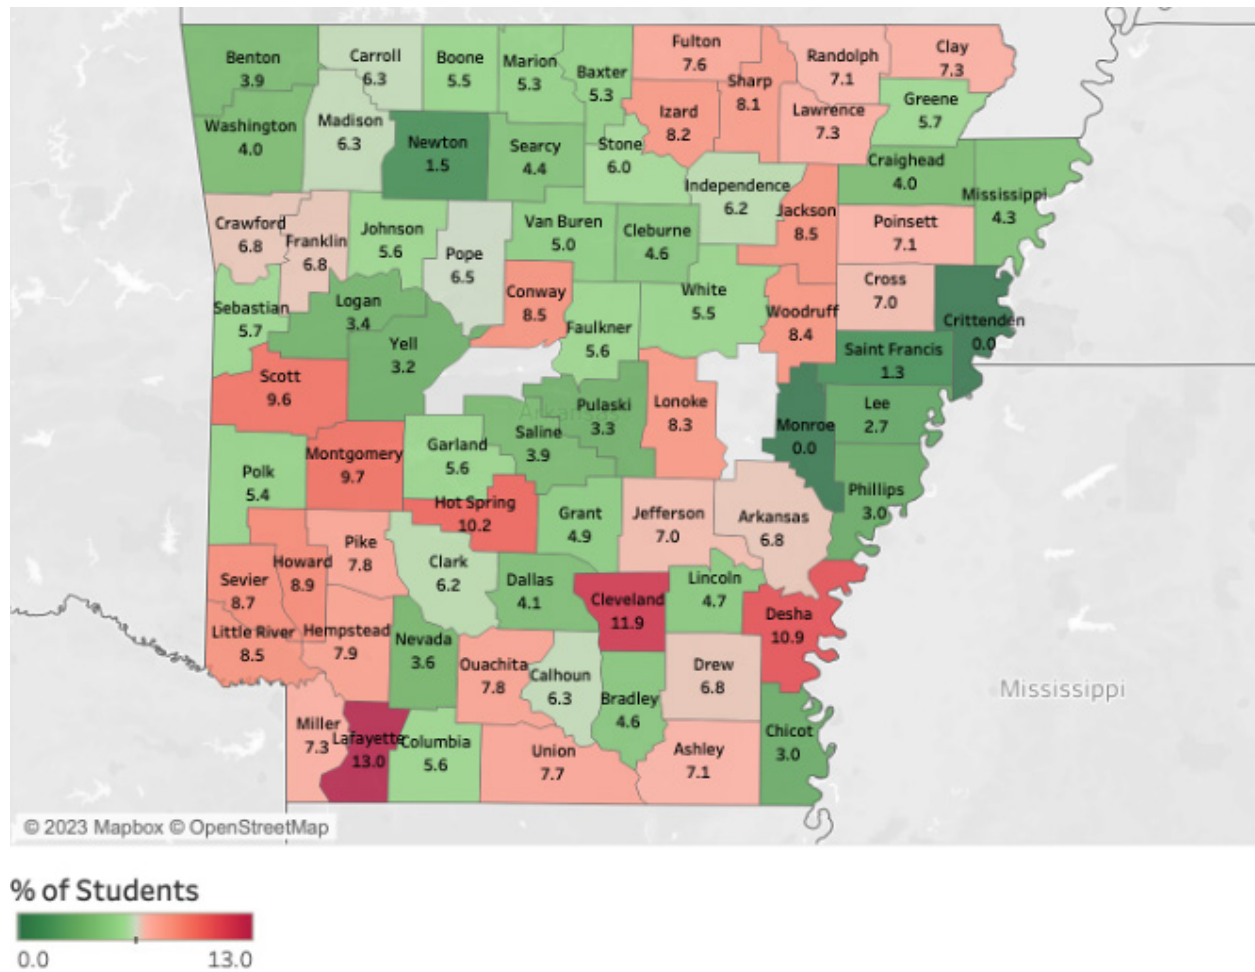 Benton
3.9
Carroll
6.3
Boone
5.5
Marion
5.3
Baxter
5.3
Fulton
7.6
Sharp
8.1
Randolph
7.1
Clay
7.3
Izard
8.2
Lawrence
7.3
Greene
5.7
Washington
4.0
Madison
6.3
Newton
1.5
Searcy
4.4
Stone
6.0
Independence
6.2
Craighead
4.0
Mississippi
4.3
Crawford
6.8
Franklin
6.8
Johnson
5.6
Pope
6.5
Van Buren
5.0
Cleburne
4.6
Jackson
8.5
Poinsett
7.1
Sebastian
5.7
Logan
3.4
Yell
3.2
Conway
8.5
Faulkner
5.6
White
5.5
Woodruff
8.4
Cross
7.0
Crittenden
0.0
Saint Francis
1.3
Scott
9.6
Arkansas
Pulaski
3.3
Saline
3.9
Lonoke
8.3
Monroe
0.0
Lee
2.7
Polk
5.4
Montgomery
9.7
Garland
5.6
Hot Spring
10.2
Grant
4.9
Jefferson
7.0
Arkansas
6.8
Phillips
3.0
Sevier
8.7
Howard
8.9
Pike
7.8
Clark
6.2
Dallas
4.1
Cleveland
11.9
Lincoln
4.7
Desha
10.9
Little River
8.5
Hempstead
7.9
Nevada
3.6
Ouachita
7.8
Calhoun
6.3
Bradley
4.6
Drew
6.8
Mississippi
Miller
7.3
Lafayette
13.0
Columbia
5.6
Union
7.7
Ashley
7.1
Chicot
3.0
© 2023 Mapbox © OpenStreetMap
% of Students
0.0 13.0